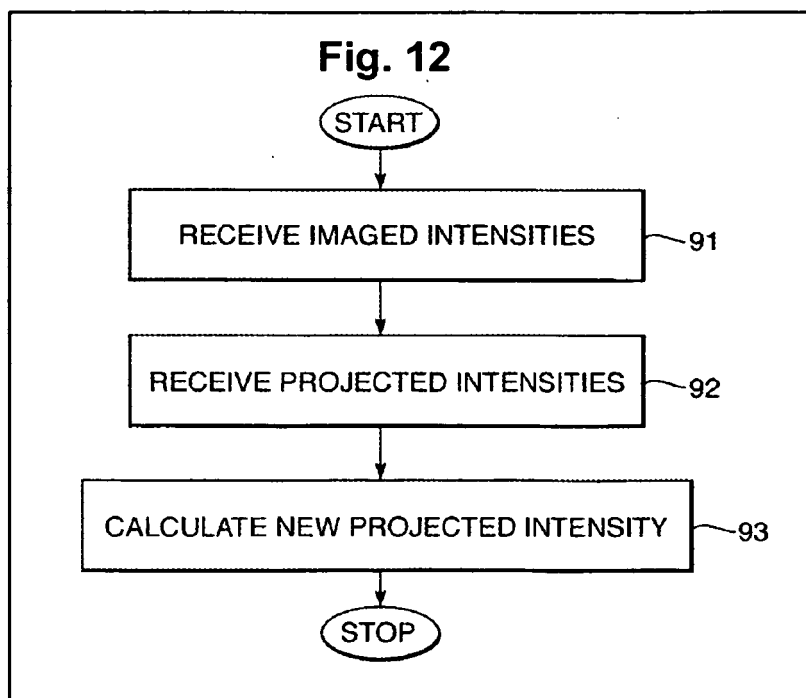 Fig. 12
START
RECEIVE IMAGED INTENSITIES
91
RECEIVE PROJECTED INTENSITIES
92
CALCULATE NEW PROJECTED INTENSITY
93
STOP